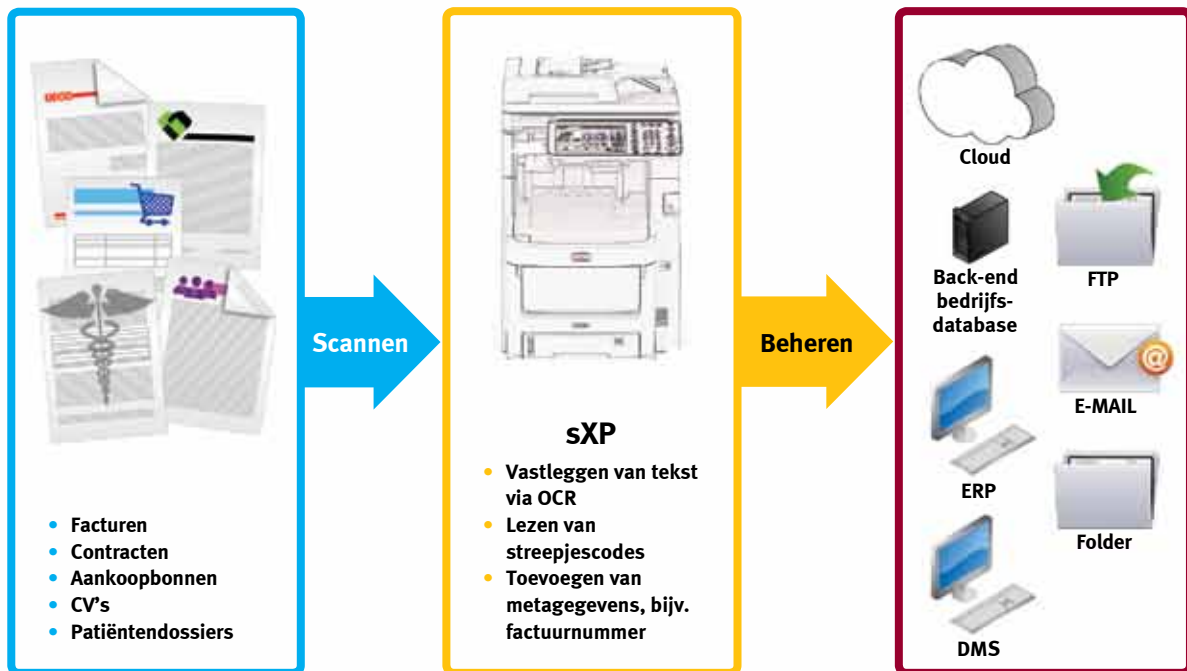 Facturen
Contracten
Aankoopbonnen
CV's
Patiëntendossiers
Scannen
sXP
Vastleggen van tekst
via OCR
Lezen van
streepjescodes
Toevoegen van
metagegevens, bijv.
factuurnummer
Beheren
Cloud
Back-end
bedrijfs-
database
FTP
E-MAIL
@
ERP
Folder
DMS